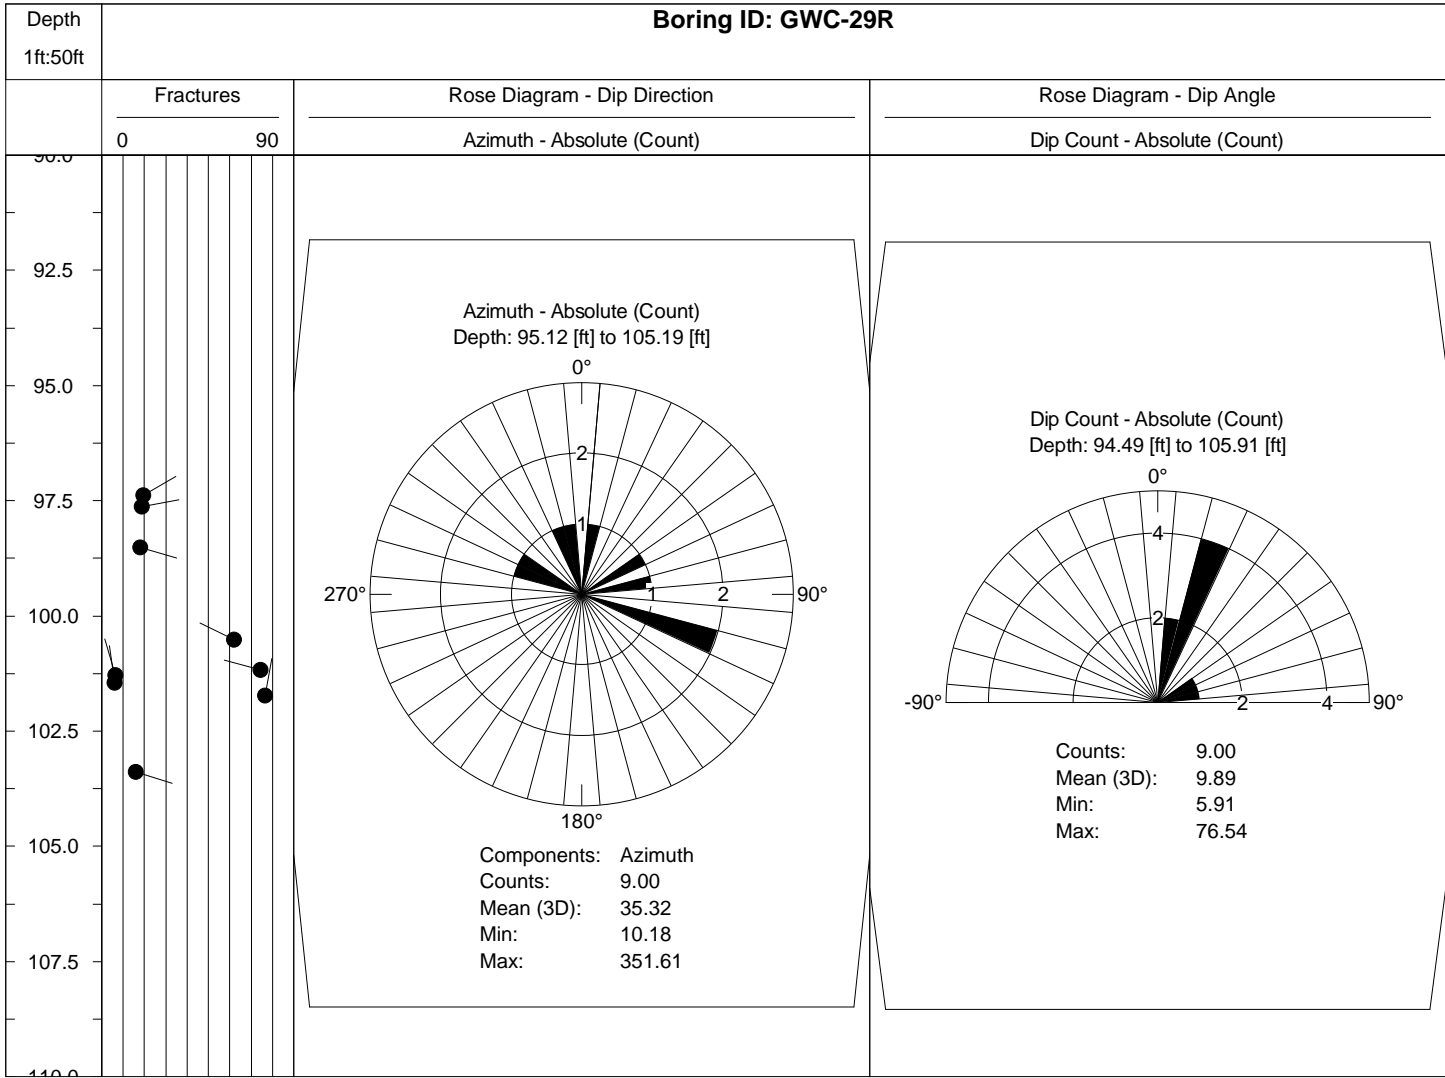 Depth
1ft:50ft
Boring ID: GWC-29R
Fractures
0 90
Rose Diagram - Dip Direction
Azimuth - Absolute (Count)
Rose Diagram - Dip Angle
Dip Count - Absolute (Count)
90.0
92.5
95.0
97.5
100.0
102.5
105.0
107.5
110.0
Azimuth - Absolute (Count)
Depth: 95.12 [ft] to 105.19 [ft]
0°
2
1
270° 1 2 90°
180°
Components: Azimuth
Counts: 9.00
Mean (3D): 35.32
Min: 10.18
Max: 351.61
Dip Count - Absolute (Count)
Depth: 94.49 [ft] to 105.91 [ft]
0°
4
2
-90° 2 4 90°
Counts: 9.00
Mean (3D): 9.89
Min: 5.91
Max: 76.54